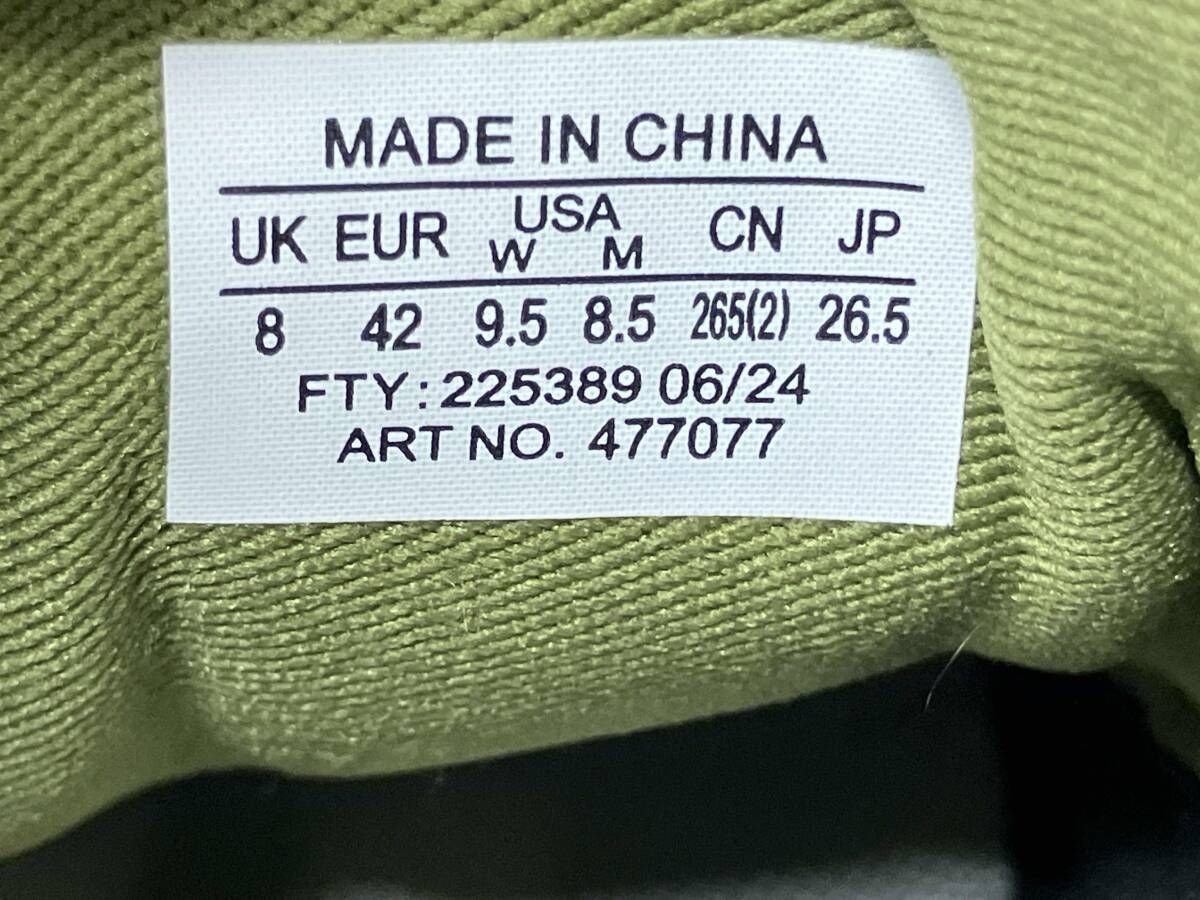 MADE IN CHINA
UK EUR USA CN JP
W M
8 42 9.5 8.5 265(2) 26.5
FTY: 225389 06/24
ART NO. 477077